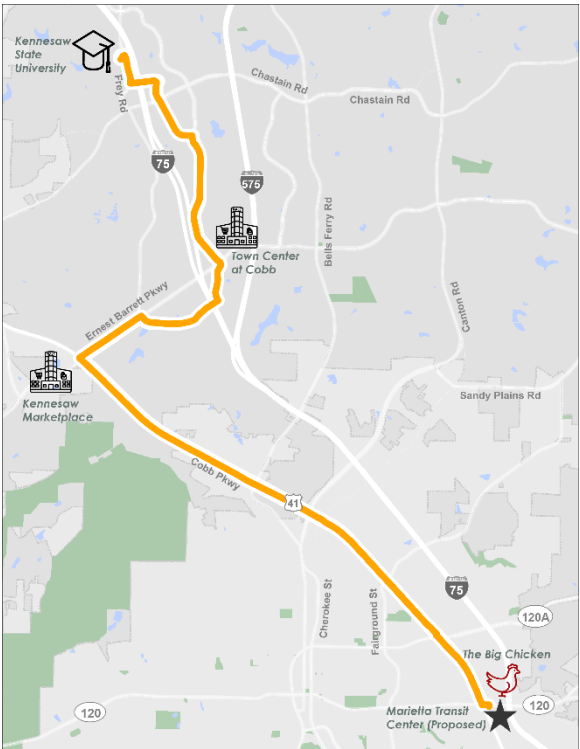 Kennesaw
State
University
Frey Rd
Chastain Rd
Chastain Rd
75
575
Bells Ferry Rd
Town Center
at Cobb
Ernest Barrett Pkwy
Canton Rd
Kennesaw
Marketplace
Sandy Plains Rd
Cobb Pkwy
41
Cherokee St
Fairground St
75
120A
The Big Chicken
120
Marietta Transit
Center (Proposed)
120